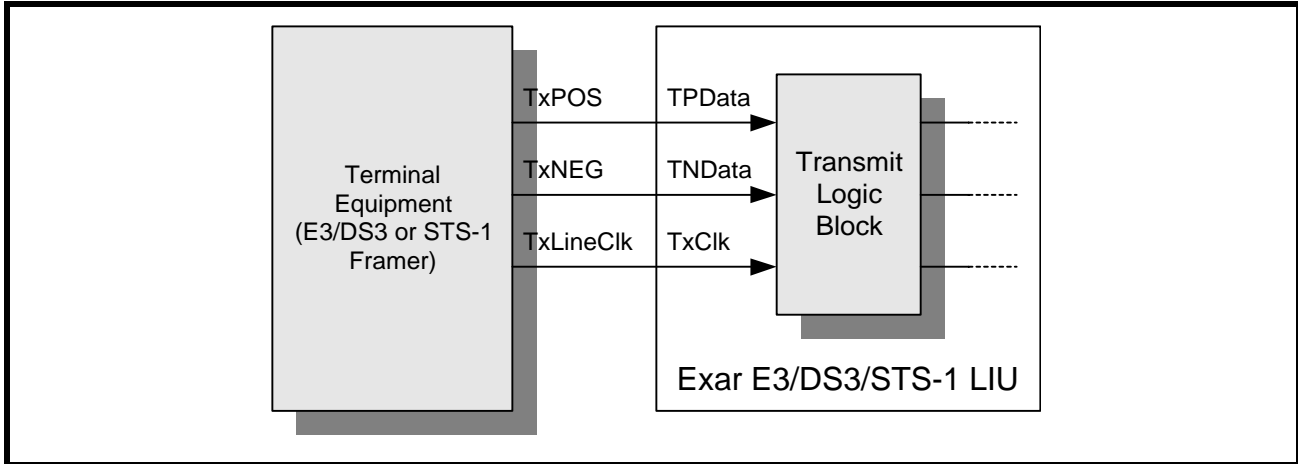 TxPOS
TPData
TxNEG
TNData
TxLineClk
TxClk
Terminal
Equipment
(E3/DS3 or STS-1
Framer)
Transmit
Logic
Block
Exar E3/DS3/STS-1 LIU